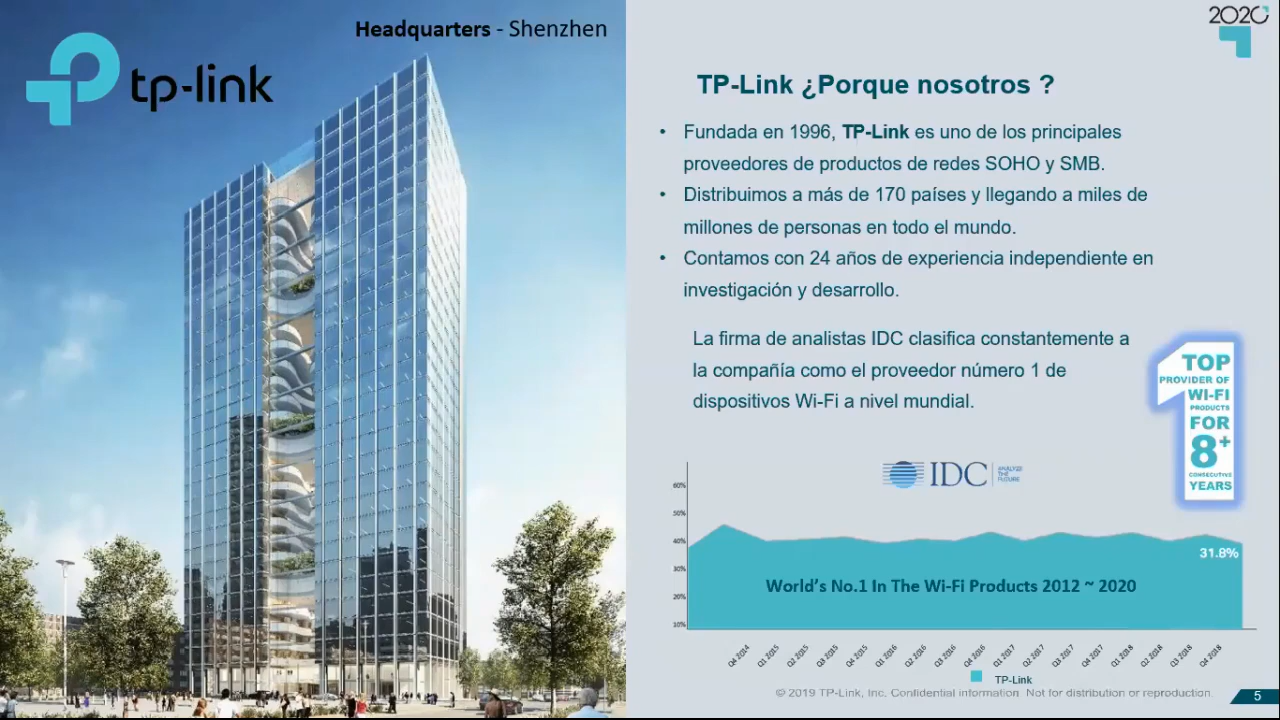 Headquarters - Shenzhen
tp-link
2020
TP-Link ¿Porque nosotros ?
• Fundada en 1996, TP-Link es uno de los principales
proveedores de productos de redes SOHO y SMB.
• Distribuimos a más de 170 países y llegando a miles de
millones de personas en todo el mundo.
• Contamos con 24 años de experiencia independiente en
investigación y desarrollo.
La firma de analistas IDC clasifica constantemente a
la compañía como el proveedor número 1 de
dispositivos Wi-Fi a nivel mundial.
TOP
PROVIDER OF
WI-FI
PRODUCTS
FOR
8+
CONSECUTIVE
YEARS
IDC
ANALYZE
THE
FUTURE
60%
50%
40%
30%
20%
10%
31.8%
World's No.1 In The Wi-Fi Products 2012 ~ 2020
Q4 2014
Q1 2015
Q2 2015
Q3 2015
Q4 2015
Q1 2016
Q2 2016
Q3 2016
Q4 2016
Q1 2017
Q2 2017
Q3 2017
Q4 2017
Q1 2018
Q2 2018
Q3 2018
Q4 2018
TP-Link
© 2019 TP-Link, Inc. Confidential information. Not for distribution or reproduction.
5